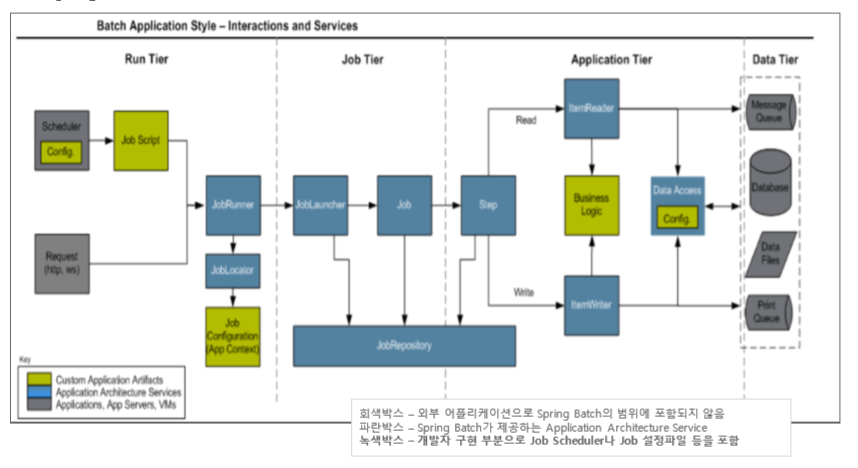 Batch Application Style – Interactions and Services
Run Tier
Job Tier
Application Tier
Data Tier
Scheduler
Config.
Job Script
Request
(http, ws)
JobRunner
JobLocator
Job
Configuration
(App Context)
JobLauncher
Job
JobRepository
Step
Read
Write
ItemReader
Business
Logic
ItemWriter
Data Access
Config.
Message
Queue
Database
Data
Files
Print
Queue
Key
Custom Application Artifacts
Application Architecture Services
Applications, App Servers, VMs
회색박스 – 외부 어플리케이션으로 Spring Batch의 범위에 포함되지 않음
파란박스 – Spring Batch가 제공하는 Application Architecture Service
녹색박스 – 개발자 구현 부분으로 Job Scheduler나 Job 설정파일 등을 포함